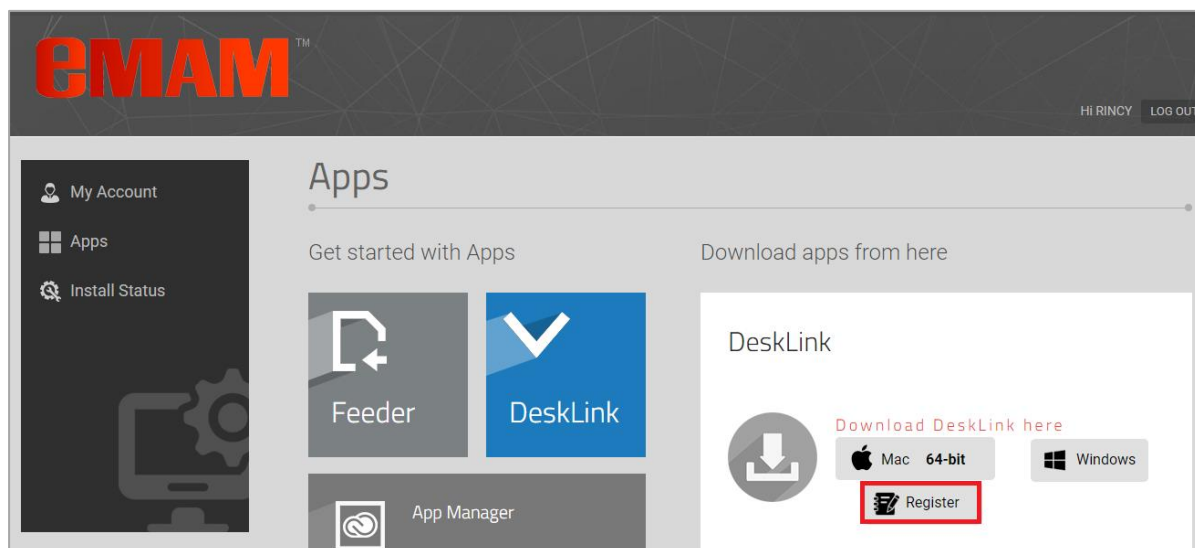 eMAM™
Hi RINCY LOG OUT
My Account
Apps
Install Status
Apps
Get started with Apps
Feeder
DeskLink
App Manager
Download apps from here
DeskLink
Download DeskLink here
Mac 64-bit
Windows
Register